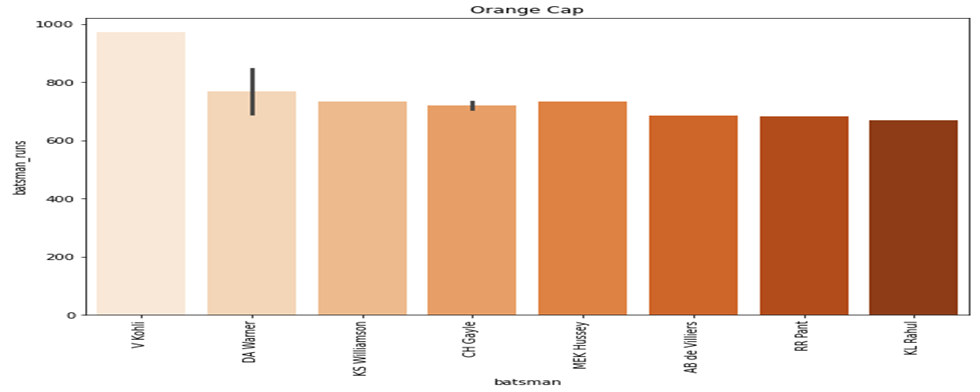 Orange Cap
1000
800
600
400
200
0
batsman_runs
V Kohli
DA Warner
KS Williamson
CH Gayle
MEK Hussey
AB de Villiers
RR Pant
KL Rahul
batsman